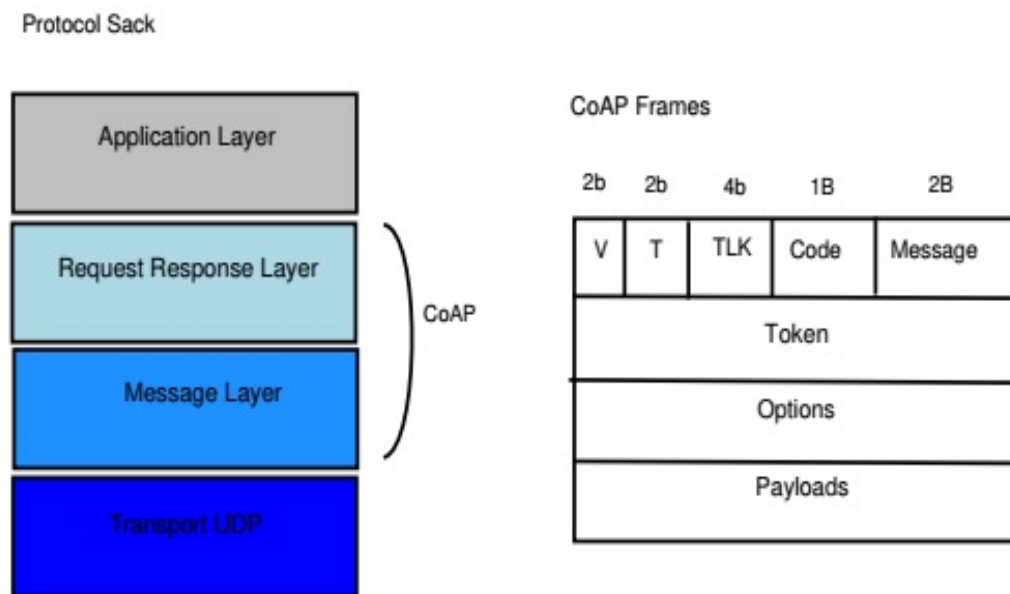 Protocol Sack
Application Layer
Request Response Layer
Message Layer
Transport UDP
CoAP
CoAP Frames
2b 2b 4b 1B 2B
V T TLK Code Message
Token
Options
Payloads